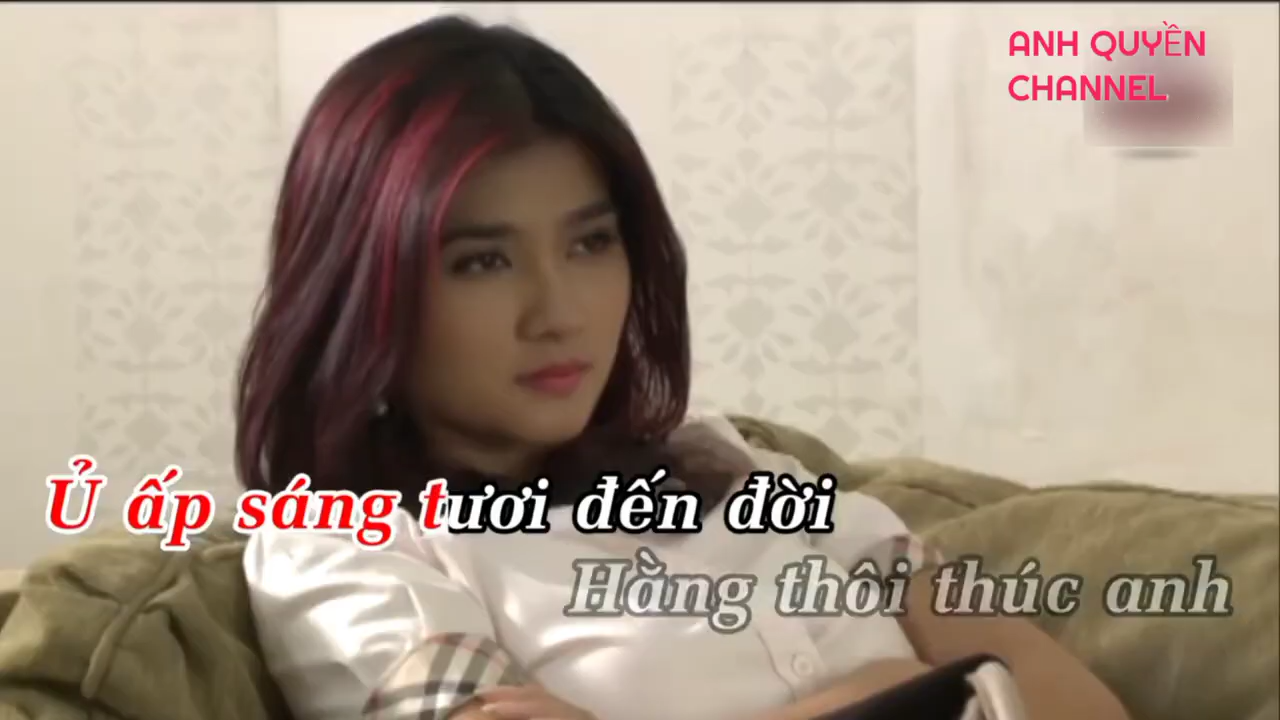 ANH QUYỀN
CHANNEL
Ủ ấp sáng tươi đến đời
Hằng thôi thúc anh